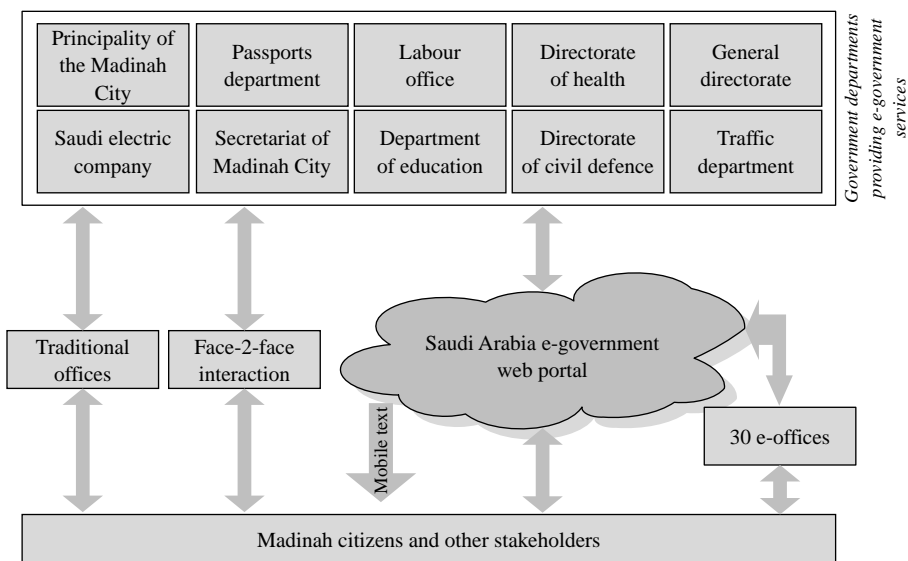 Principality of
the Madinah
City
Passports
department
Labour
office
Directorate
of health
General
directorate
Saudi electric
company
Secretariat of
Madinah City
Department
of education
Directorate
of civil defence
Traffic
department
Government departments
providing e-government
services
Traditional
offices
Face-2-face
interaction
Saudi Arabia e-government
web portal
Mobile text
30 e-offices
Madinah citizens and other stakeholders